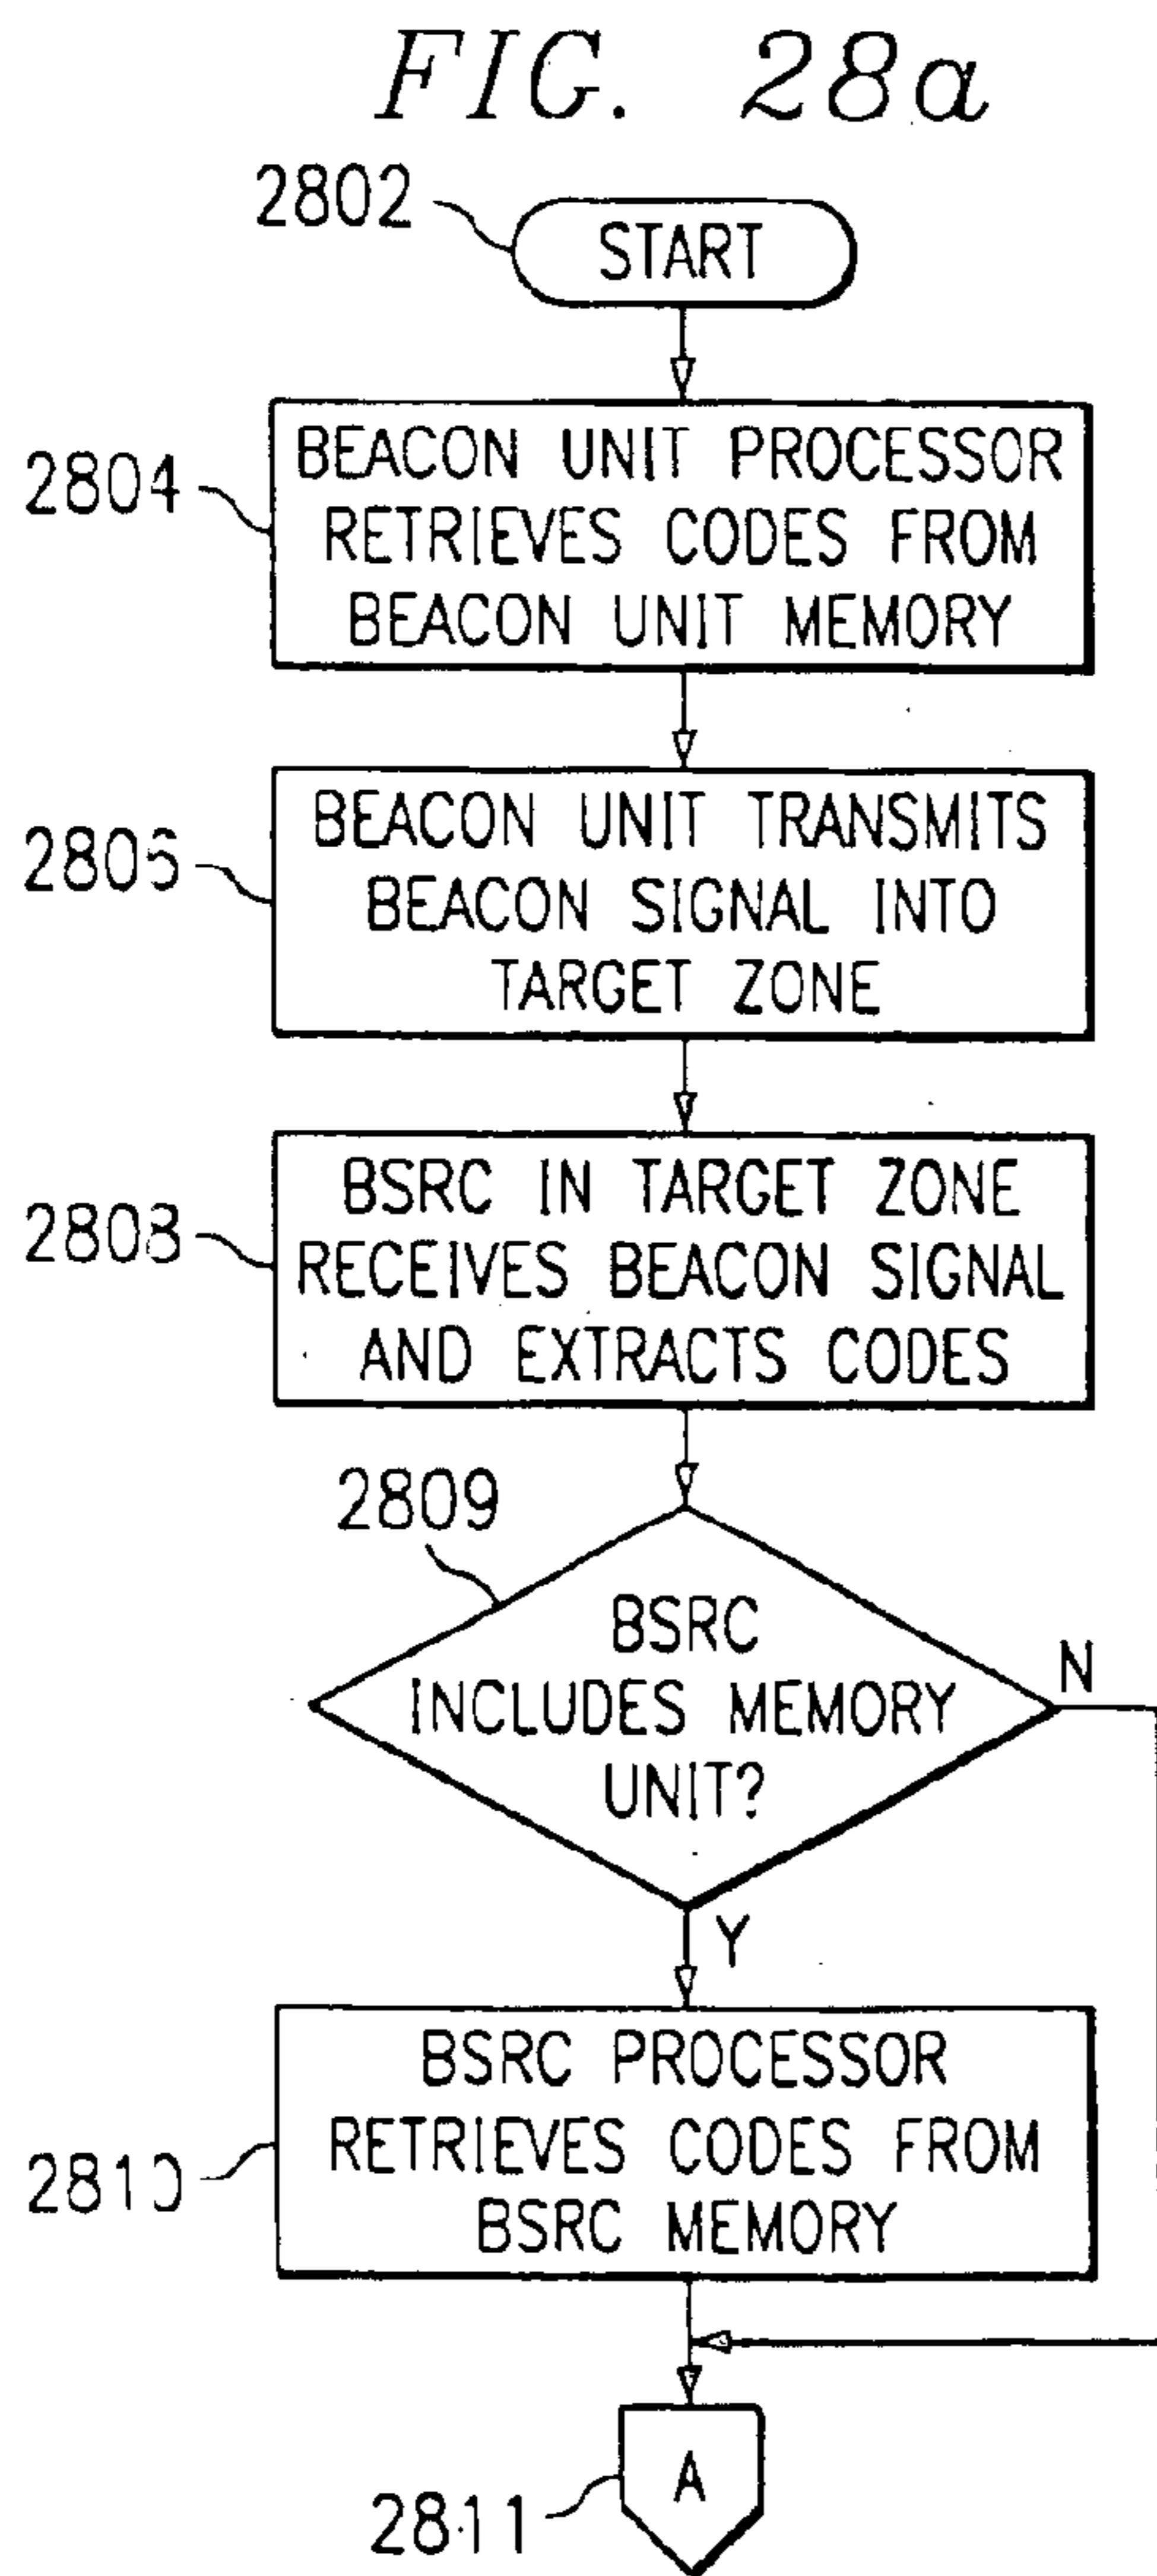 FIG. 28a
2802
START
2804
BEACON UNIT PROCESSOR
RETRIEVES CODES FROM
BEACON UNIT MEMORY
2806
BEACON UNIT TRANSMITS
BEACON SIGNAL INTO
TARGET ZONE
2808
BSRC IN TARGET ZONE
RECEIVES BEACON SIGNAL
AND EXTRACTS CODES
2809
BSRC
INCLUDES MEMORY
UNIT?
N
Y
2810
BSRC PROCESSOR
RETRIEVES CODES FROM
BSRC MEMORY
2811
A